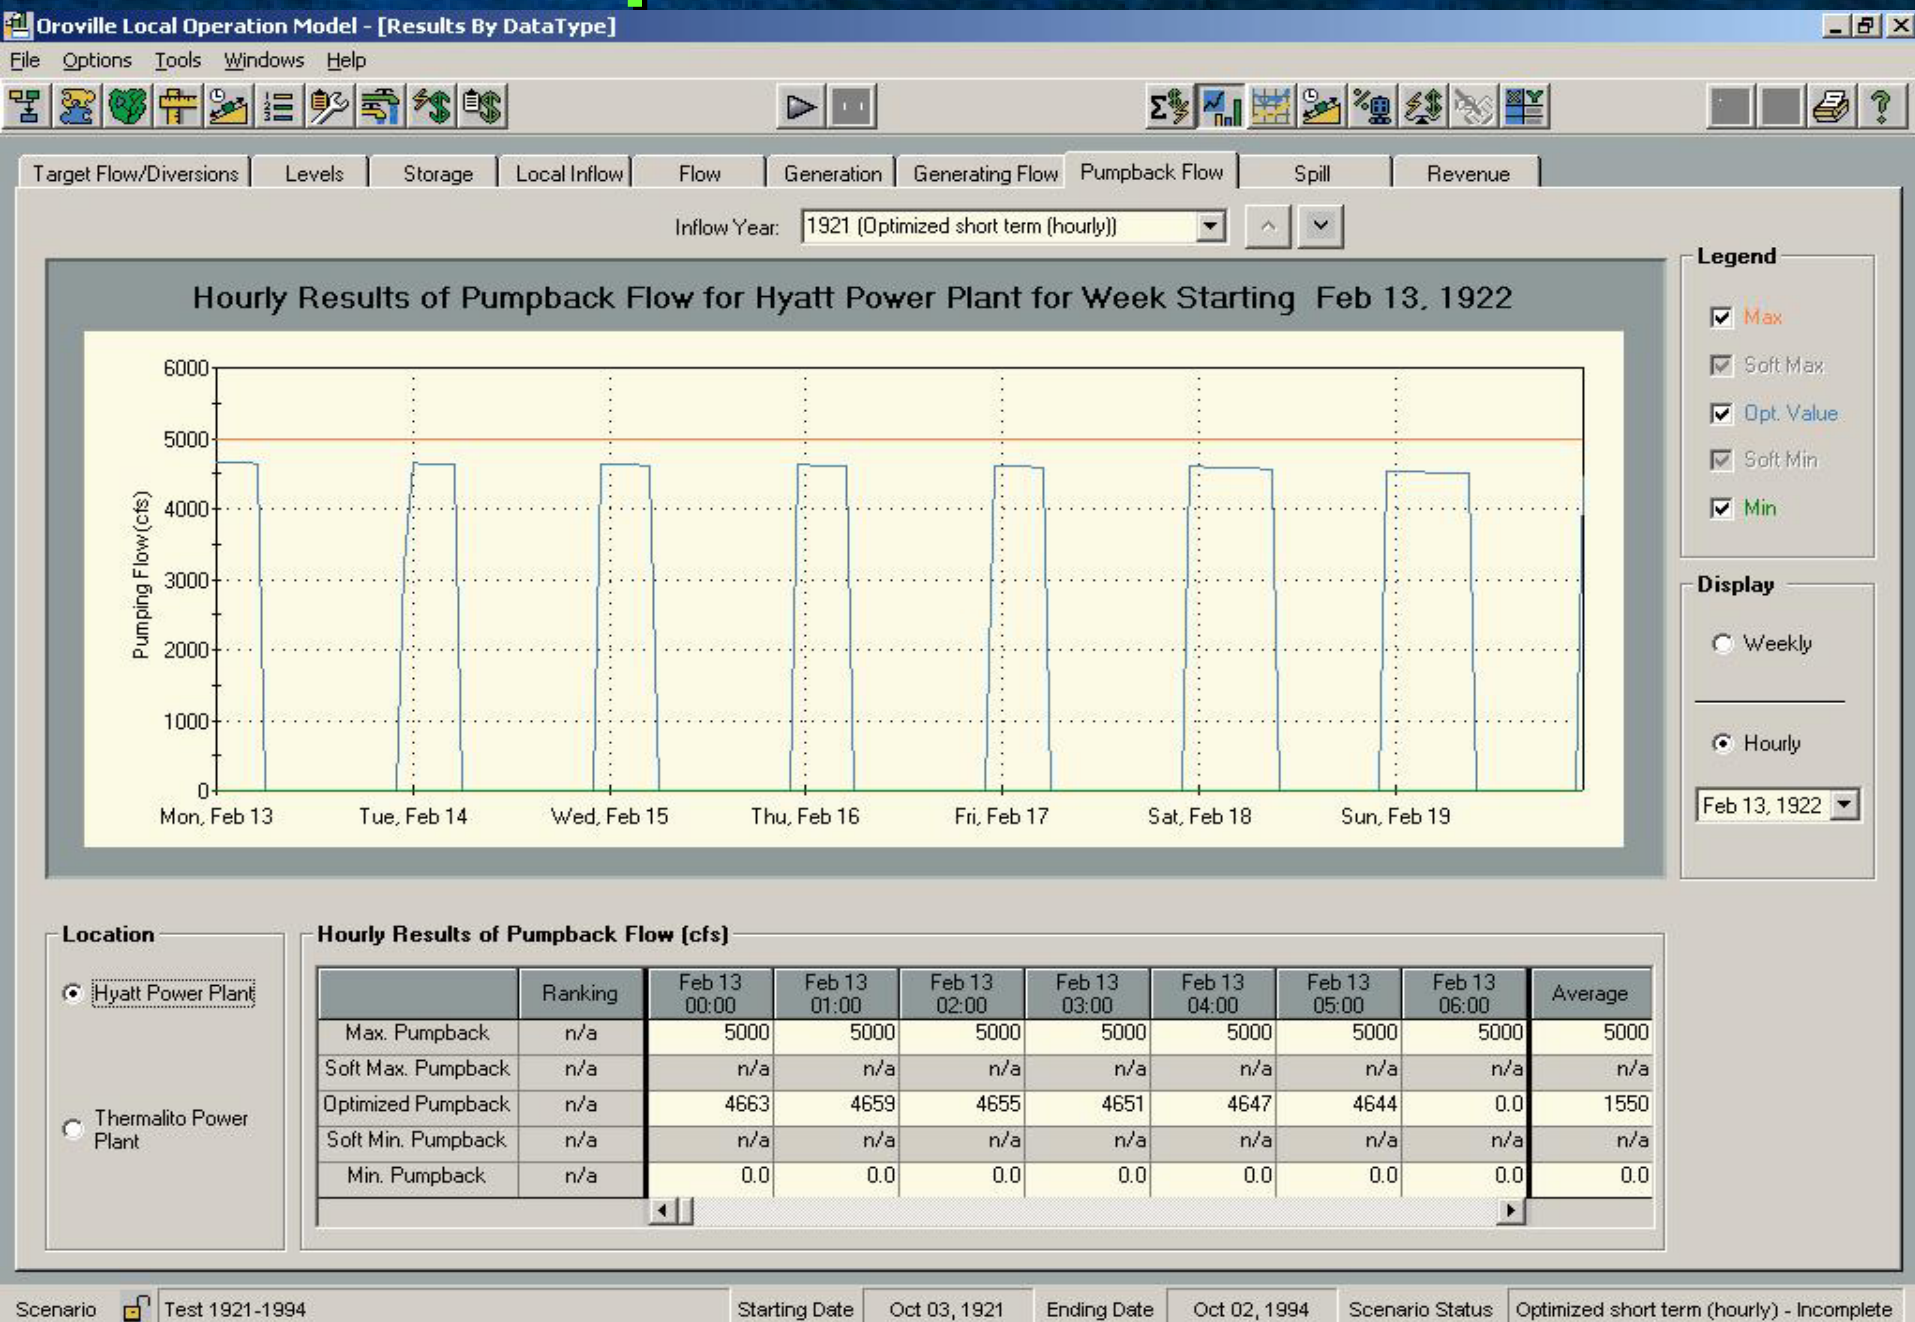 Oroville Local Operation Model - [Results By DataType]
File Options Tools Windows Help
Target Flow/Diversions Levels Storage Local Inflow Flow Generation Generating Flow Pumpback Flow Spill Revenue
Inflow Year: 1921 (Optimized short term (hourly))
Hourly Results of Pumpback Flow for Hyatt Power Plant for Week Starting Feb 13, 1922
Pumping Flow(cfs)
6000
5000
4000
3000
2000
1000
0
Mon, Feb 13 Tue, Feb 14 Wed, Feb 15 Thu, Feb 16 Fri, Feb 17 Sat, Feb 18 Sun, Feb 19
Legend
Max
Soft Max
Opt. Value
Soft Min
Min
Display
Weekly
Hourly
Feb 13, 1922
Location
Hyatt Power Plant
Thermalito Power
Plant
Hourly Results of Pumpback Flow (cfs)
Ranking Feb 13 00:00 Feb 13 01:00 Feb 13 02:00 Feb 13 03:00 Feb 13 04:00 Feb 13 05:00 Feb 13 06:00 Average
Max. Pumpback n/a 5000 5000 5000 5000 5000 5000 5000 5000
Soft Max. Pumpback n/a n/a n/a n/a n/a n/a n/a n/a n/a
Optimized Pumpback n/a 4663 4659 4655 4651 4647 4644 0.0 1550
Soft Min. Pumpback n/a n/a n/a n/a n/a n/a n/a n/a n/a
Min. Pumpback n/a 0.0 0.0 0.0 0.0 0.0 0.0 0.0 0.0
Scenario Test 1921-1994 Starting Date Oct 03, 1921 Ending Date Oct 02, 1994 Scenario Status Optimized short term (hourly) - Incomplete